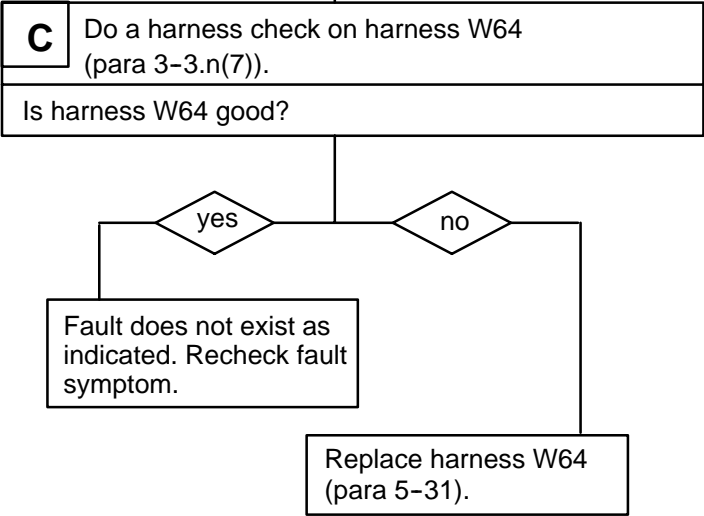 C
Do a harness check on harness W64
(para 3-3.n(7)).
Is harness W64 good?
yes
no
Fault does not exist as
indicated. Recheck fault
symptom.
Replace harness W64
(para 5-31).